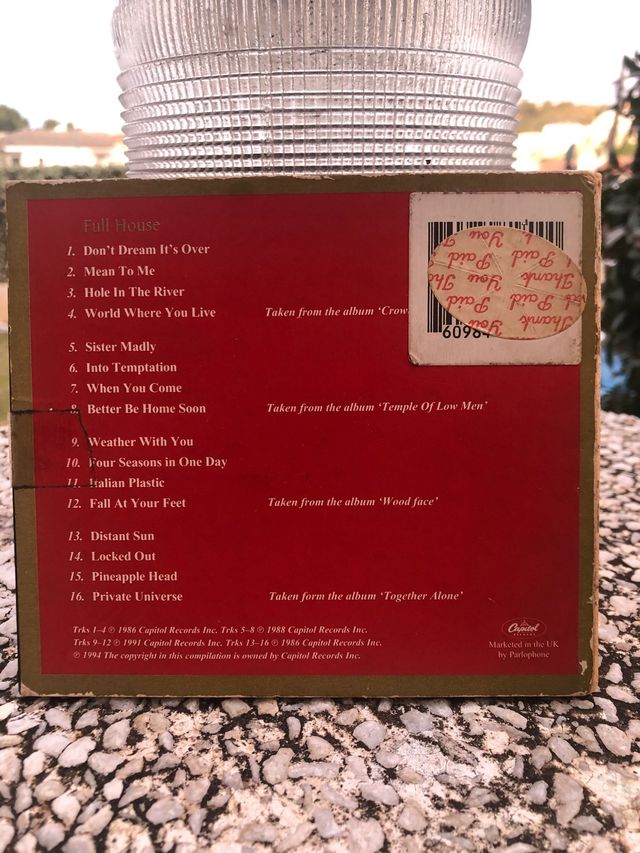 Full House
1. Don't Dream It's Over
2. Mean To Me
3. Hole In The River
4. World Where You Live Taken from the album 'Crow
5. Sister Madly
6. Into Temptation
7. When You Come
8. Better Be Home Soon Taken from the album 'Temple Of Low Men'
9. Weather With You
10. Four Seasons in One Day
11. Italian Plastic
12. Fall At Your Feet Taken from the album 'Wood face'
13. Distant Sun
14. Locked Out
15. Pineapple Head
16. Private Universe Taken form the album 'Together Alone'
Trks 1–4 ℗ 1986 Capitol Records Inc. Trks 5–8 ℗ 1988 Capitol Records Inc.
Trks 9–12 ℗ 1991 Capitol Records Inc. Trks 13–16 ℗ 1986 Capitol Records Inc.
℗ 1994 The copyright in this compilation is owned by Capitol Records Inc.
Capitol
RECORDS
Marketed in the UK
by Parlophone
Thank
You
Paid
Thank
You
Paid
Thank
You
Paid
6098